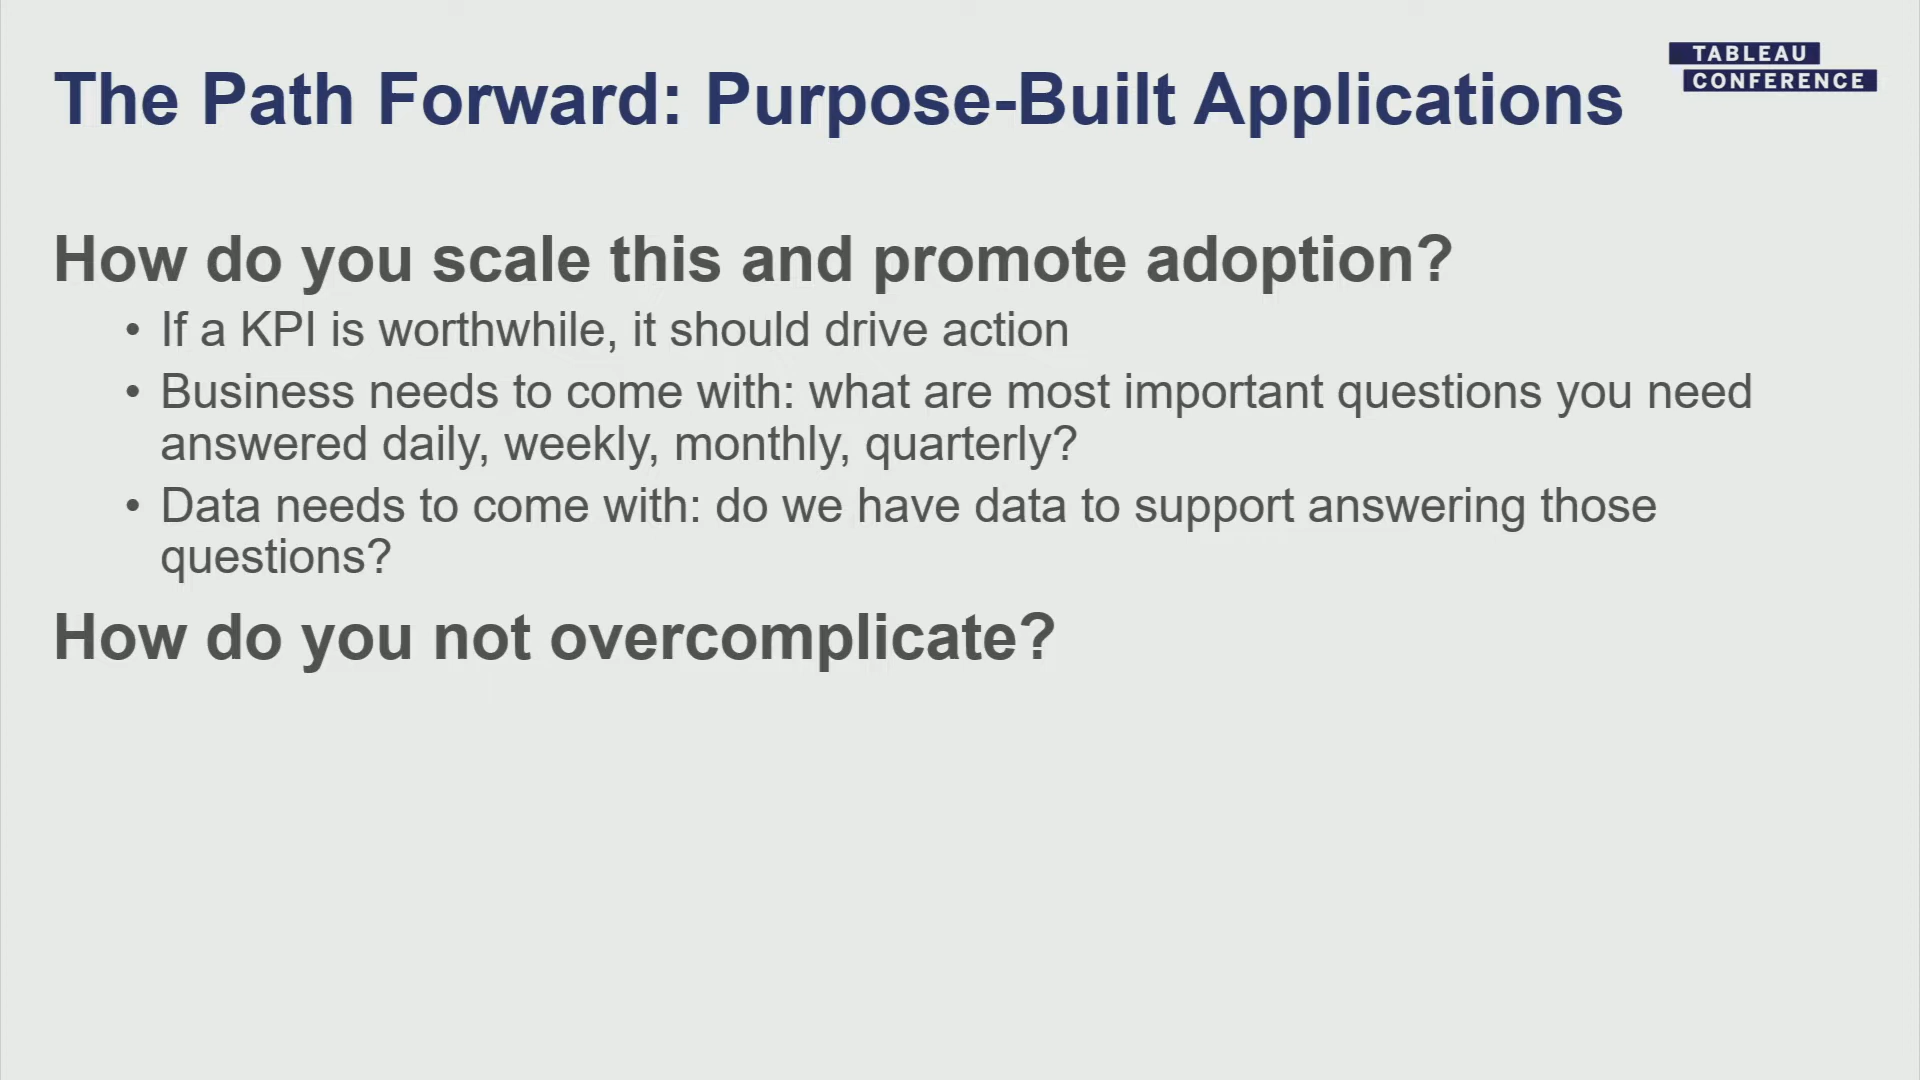 The Path Forward: Purpose-Built Applications
TABLEAU
CONFERENCE
How do you scale this and promote adoption?
• If a KPI is worthwhile, it should drive action
• Business needs to come with: what are most important questions you need
answered daily, weekly, monthly, quarterly?
• Data needs to come with: do we have data to support answering those
questions?
How do you not overcomplicate?